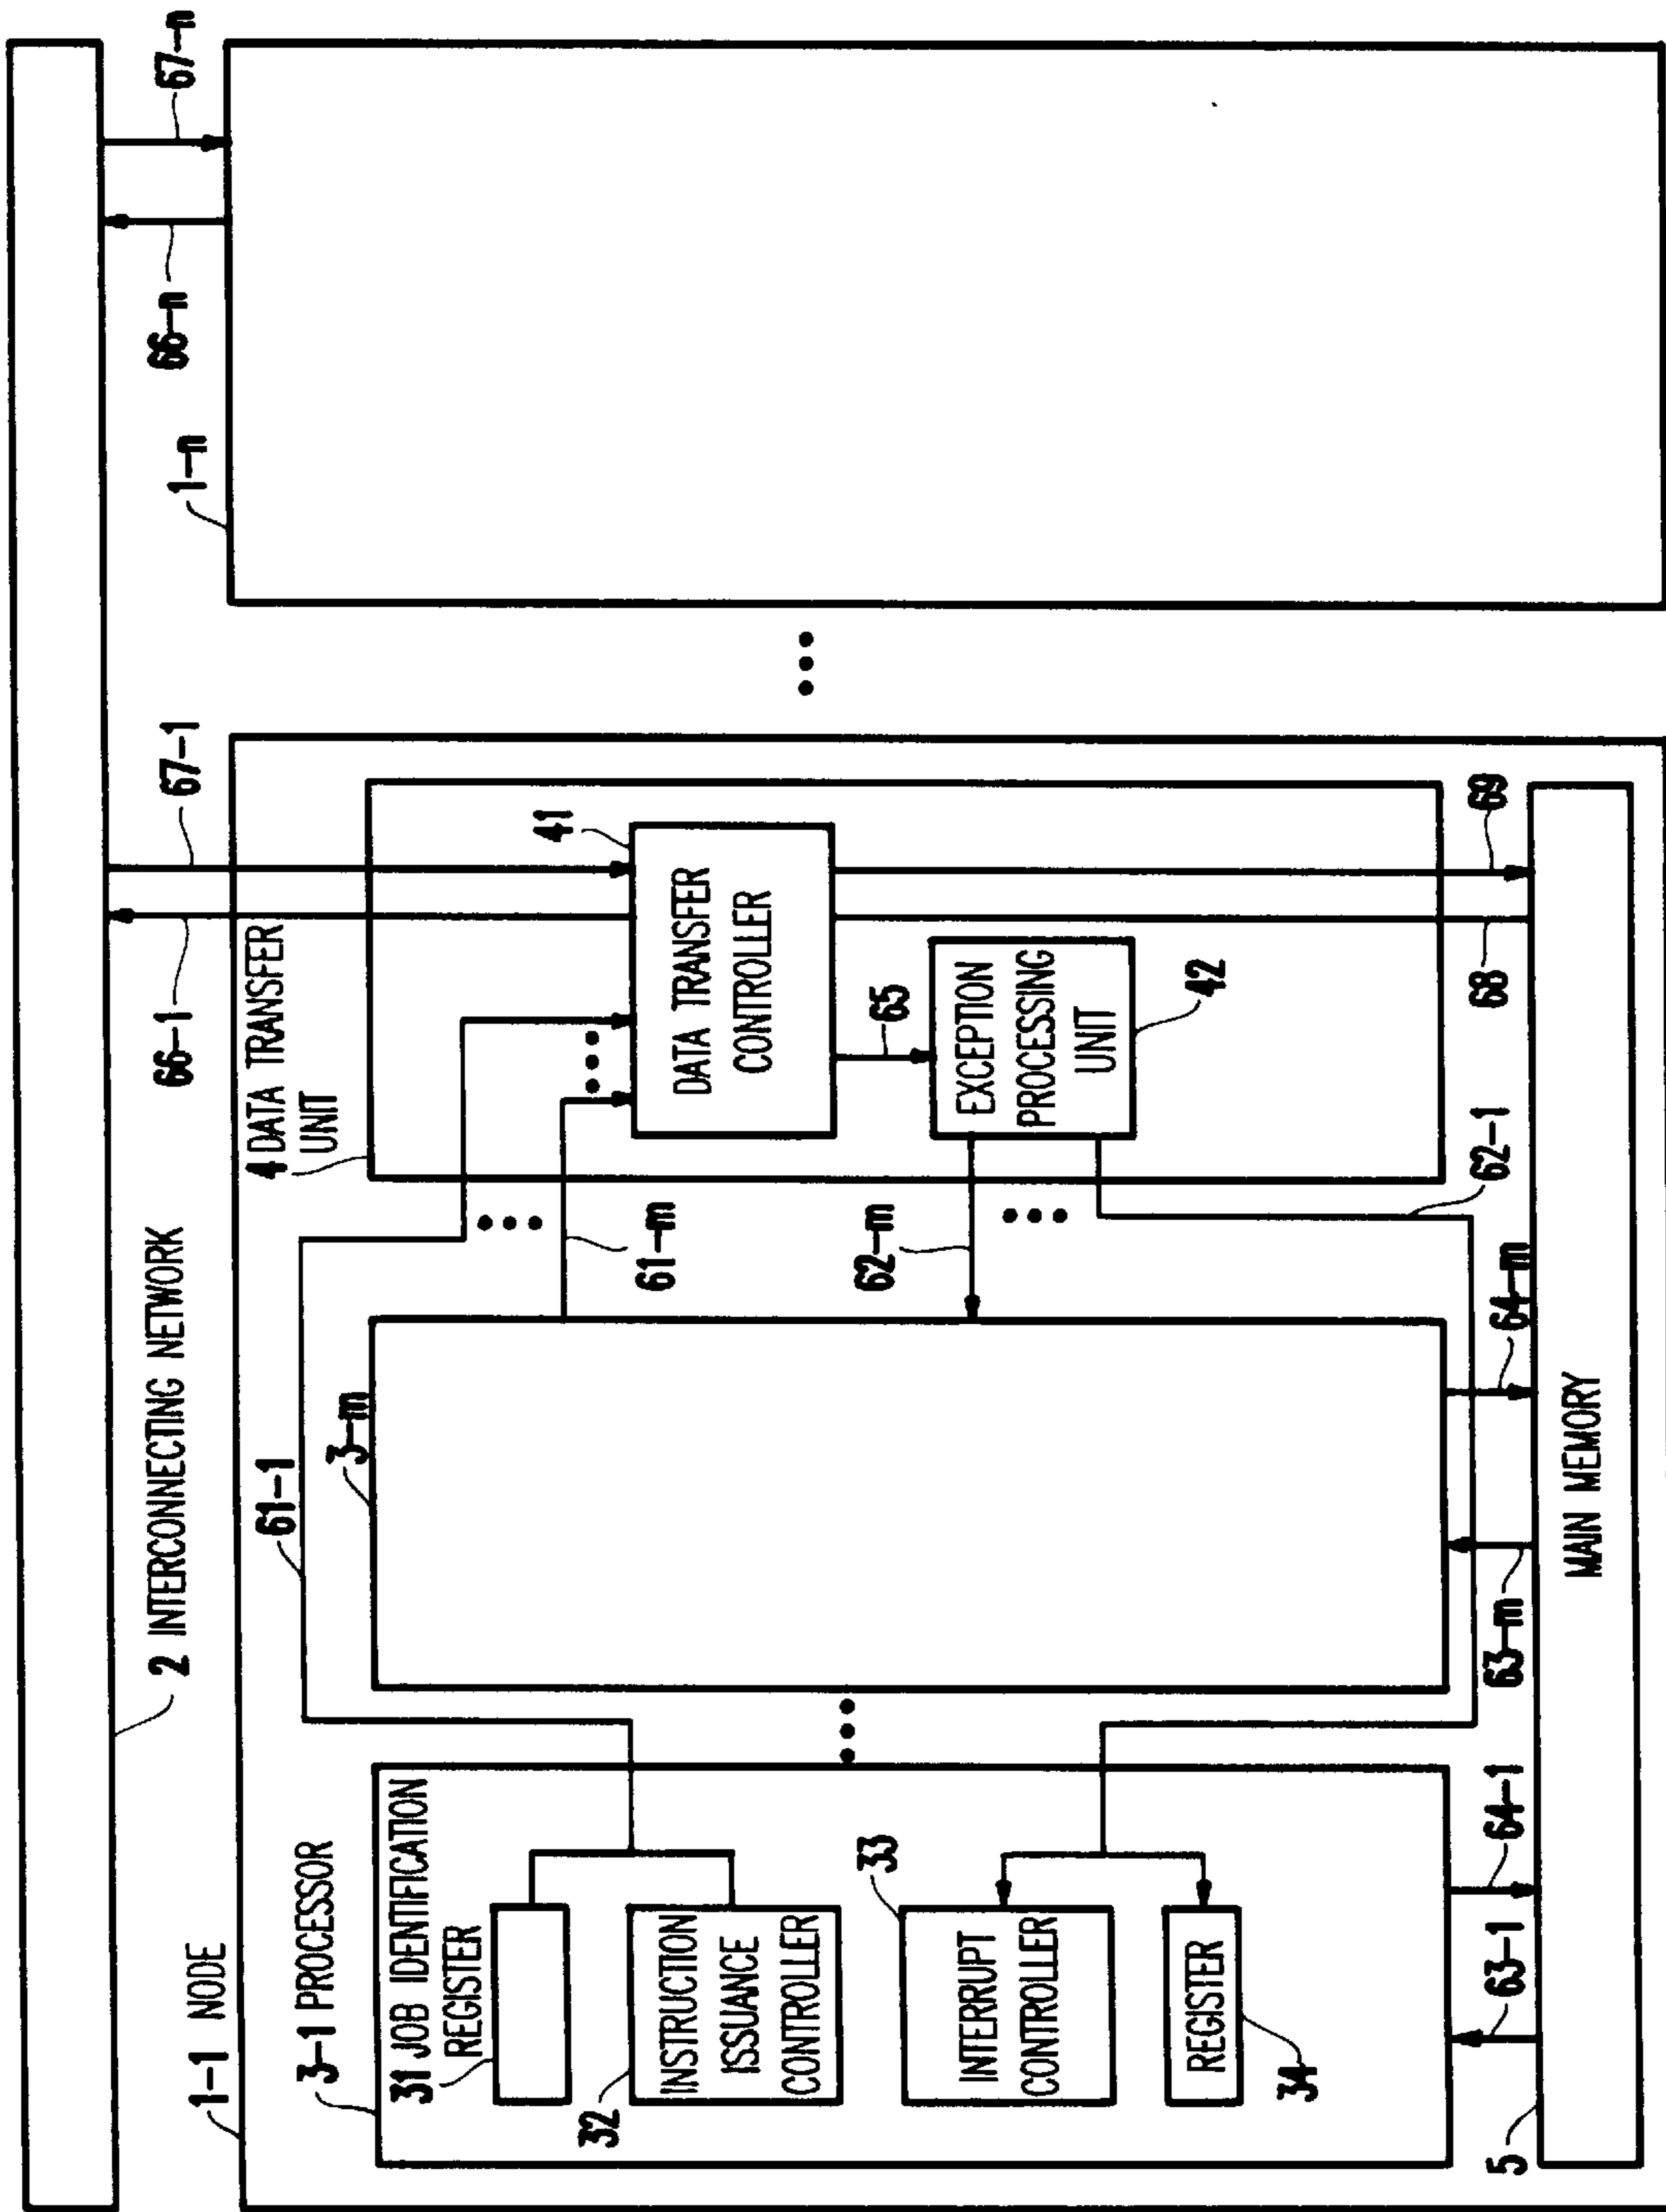 2 INTERCONNECTING NETWORK
66-1
67-1
66-n
67-n
1-1 NODE
1-n
61-1
3-1 PROCESSOR
3-m
4 DATA TRANSFER
UNIT
31 JOB IDENTIFICATION
REGISTER
32
INSTRUCTION
ISSUANCE
CONTROLLER
33
INTERRUPT
CONTROLLER
REGISTER
34
61-m
62-m
41
DATA TRANSFER
CONTROLLER
65
EXCEPTION
PROCESSING
UNIT
42
62-1
63-1
64-1
63-m
64-m
68
69
5
MAIN MEMORY